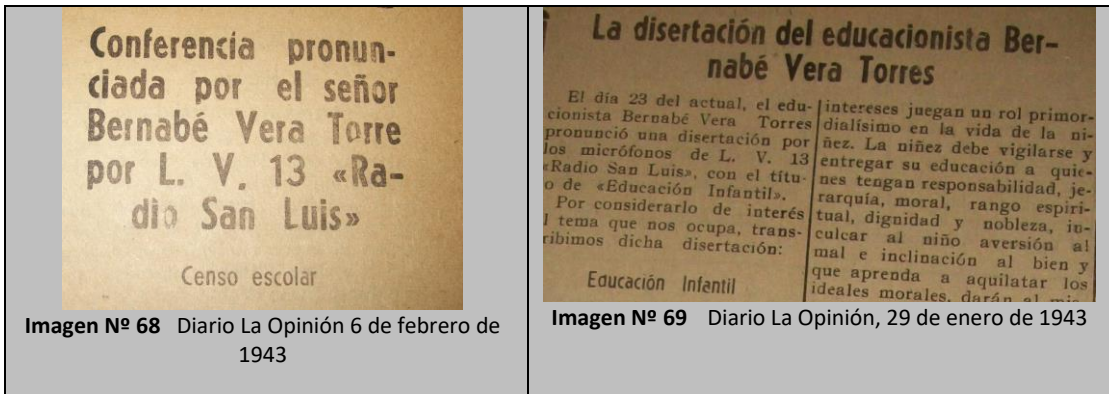 Conferencia pronun-
ciada por el señor
Bernabé Vera Torre
por L. V. 13 «Ra-
dio San Luis»
Censo escolar
Imagen Nº 68 Diario La Opinión 6 de febrero de
1943
La disertación del educacionista Ber-
nabé Vera Torres
El día 23 del actual, el edu-
cionista Bernabé Vera Torres
pronunció una disertación por
los micrófonos de L. V. 13
«Radio San Luis», con el títu-
o de «Educación Infantil».
Por considerarlo de interés
l tema que nos ocupa, trans-
ribimos dicha disertación:
Educación Infantil
intereses juegan un rol primor-
dialísimo en la vida de la ni-
ñez. La niñez debe vigilarse y
entregar su educación a quie-
nes tengan responsabilidad, je-
rarquía, moral, rango espiri-
tual, dignidad y nobleza, in-
culcar al niño aversión al
mal e inclinación al bien y
que aprenda a aquilatar los
ideales morales, darán al
Imagen Nº 69 Diario La Opinión, 29 de enero de 1943